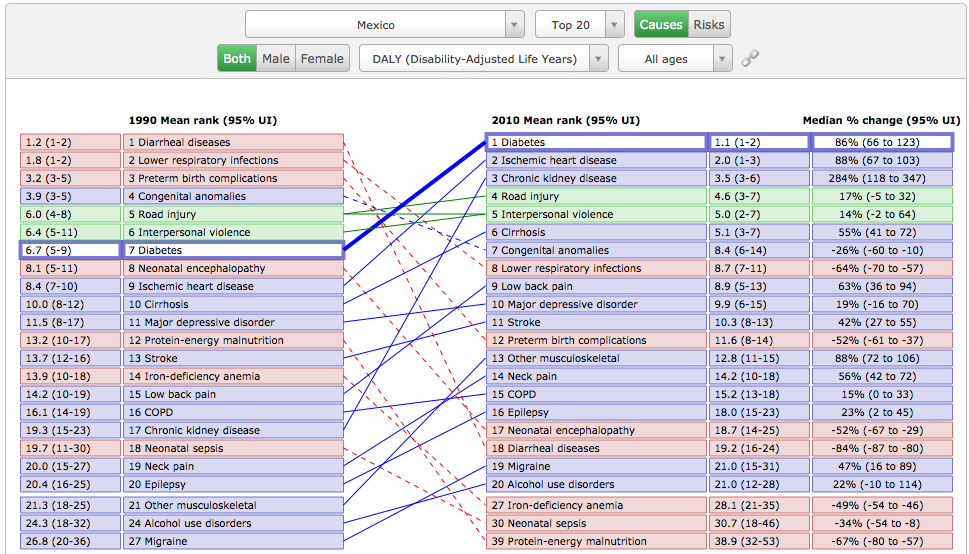 Mexico Top 20 Causes Risks
Both Male Female DALY (Disability-Adjusted Life Years) All ages
1990 Mean rank (95% UI) 2010 Mean rank (95% UI) Median % change (95% UI)
1.2 (1-2) 1 Diarrheal diseases 1 Diabetes 1.1 (1-2) 86% (66 to 123)
1.8 (1-2) 2 Lower respiratory infections 2 Ischemic heart disease 2.0 (1-3) 88% (67 to 103)
3.2 (3-5) 3 Preterm birth complications 3 Chronic kidney disease 3.5 (3-6) 284% (118 to 347)
3.9 (3-5) 4 Congenital anomalies 4 Road injury 4.6 (3-7) 17% (-5 to 32)
6.0 (4-8) 5 Road injury 5 Interpersonal violence 5.0 (2-7) 14% (-2 to 64)
6.4 (5-11) 6 Interpersonal violence 6 Cirrhosis 5.1 (3-7) 55% (41 to 72)
6.7 (5-9) 7 Diabetes 7 Congenital anomalies 8.4 (6-14) -26% (-60 to -10)
8.1 (5-11) 8 Neonatal encephalopathy 8 Lower respiratory infections 8.7 (7-11) -64% (-70 to -57)
8.4 (7-10) 9 Ischemic heart disease 9 Low back pain 8.9 (5-13) 63% (36 to 94)
10.0 (8-12) 10 Cirrhosis 10 Major depressive disorder 9.9 (6-15) 19% (-16 to 70)
11.5 (8-17) 11 Major depressive disorder 11 Stroke 10.3 (8-13) 42% (27 to 55)
13.2 (10-17) 12 Protein-energy malnutrition 12 Preterm birth complications 11.6 (8-14) -52% (-61 to -37)
13.7 (12-16) 13 Stroke 13 Other musculoskeletal 12.8 (11-15) 88% (72 to 106)
13.9 (10-18) 14 Iron-deficiency anemia 14 Neck pain 14.2 (10-18) 56% (42 to 72)
14.2 (10-19) 15 Low back pain 15 COPD 15.2 (13-18) 15% (0 to 33)
16.1 (14-19) 16 COPD 16 Epilepsy 18.0 (15-23) 23% (2 to 45)
19.3 (15-23) 17 Chronic kidney disease 17 Neonatal encephalopathy 18.7 (14-25) -52% (-67 to -29)
19.7 (11-30) 18 Neonatal sepsis 18 Diarrheal diseases 19.2 (16-24) -84% (-87 to -80)
20.0 (15-27) 19 Neck pain 19 Migraine 21.0 (15-31) 47% (16 to 89)
20.4 (16-25) 20 Epilepsy 20 Alcohol use disorders 21.0 (12-28) 22% (-10 to 114)
21.3 (18-25) 21 Other musculoskeletal 27 Iron-deficiency anemia 28.1 (21-35) -49% (-54 to -46)
24.3 (18-32) 24 Alcohol use disorders 30 Neonatal sepsis 30.7 (18-46) -34% (-54 to -8)
26.8 (20-36) 27 Migraine 39 Protein-energy malnutrition 38.9 (32-53) -67% (-80 to -57)